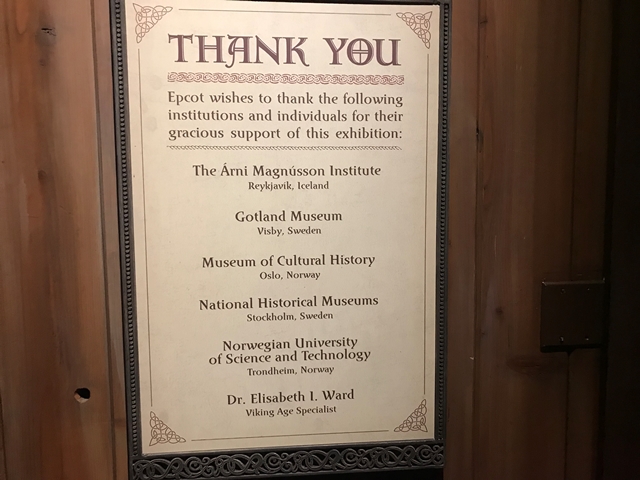 THANK YOU
Epcot wishes to thank the following
institutions and individuals for their
gracious support of this exhibition:
The Árni Magnússon Institute
Reykjavík, Iceland
Gotland Museum
Visby, Sweden
Museum of Cultural History
Oslo, Norway
National Historical Museums
Stockholm, Sweden
Norwegian University
of Science and Technology
Trondheim, Norway
Dr. Elisabeth I. Ward
Viking Age Specialist